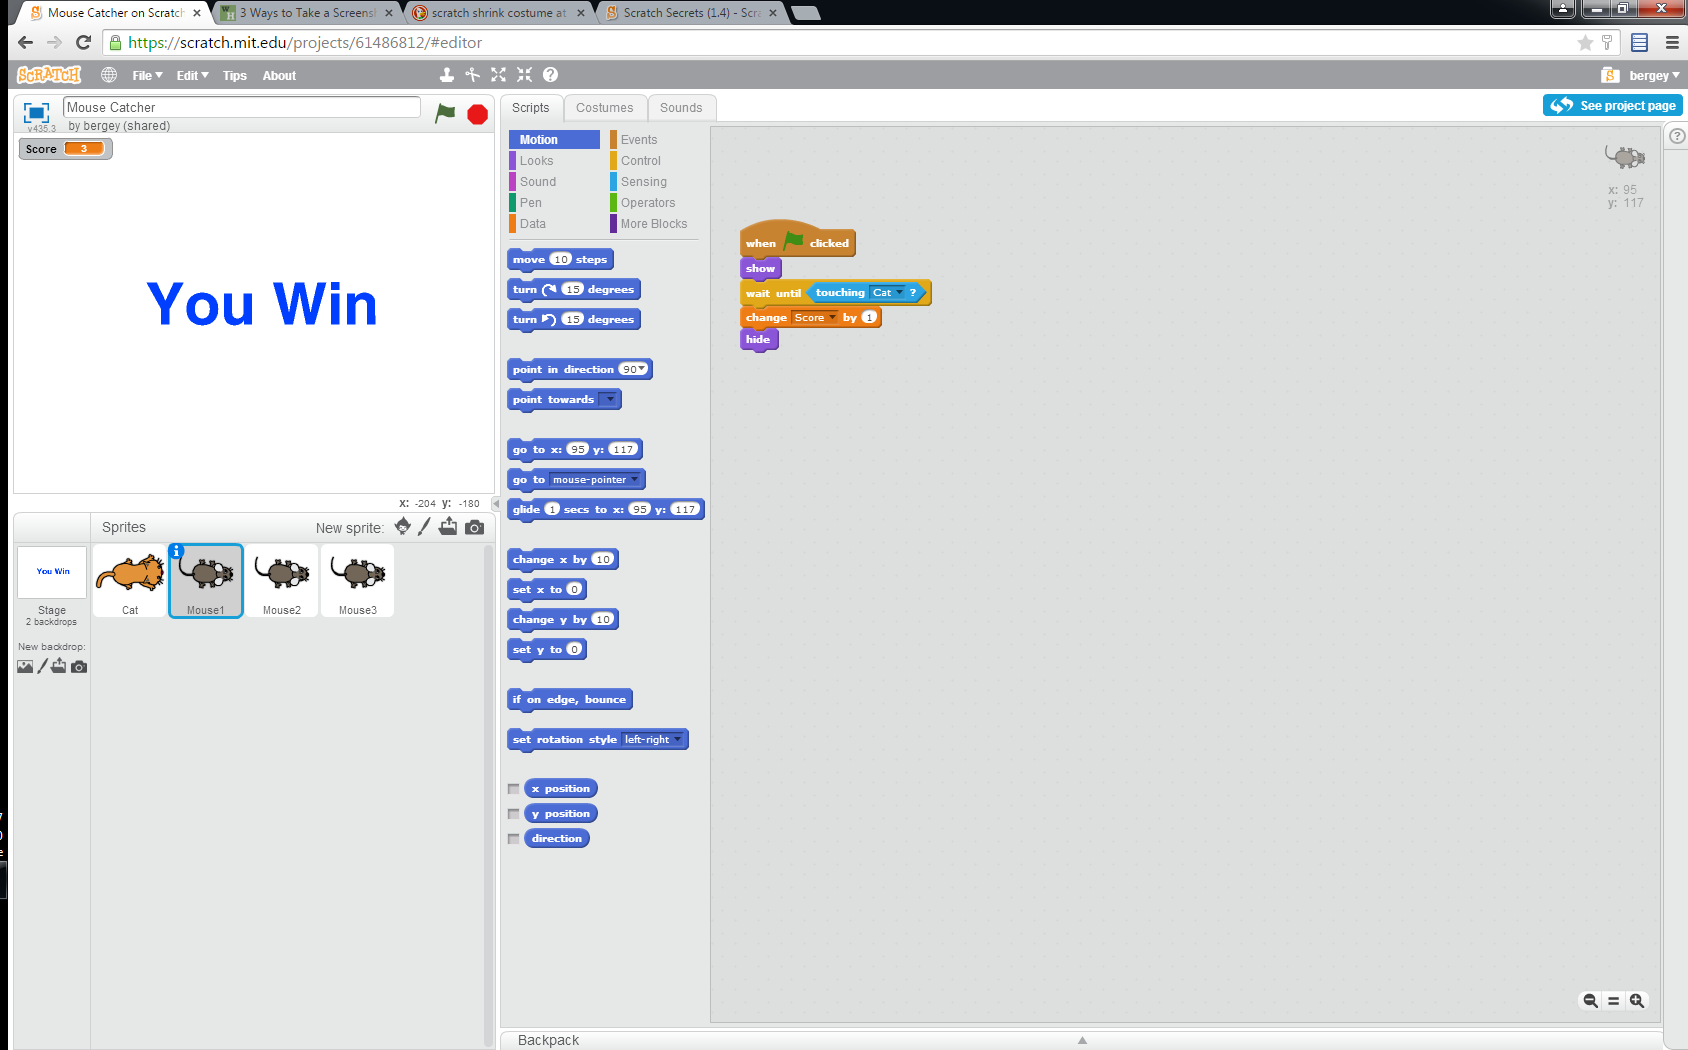 Mouse Catcher on Scratch
3 Ways to Take a Screensh
scratch shrink costume at
Scratch Secrets (1.4) - Scra
https://scratch.mit.edu/projects/61486812/#editor
SCRATCH File Edit Tips About bergey
Mouse Catcher
v435.3 by bergey (shared)
Score 3
You Win
x: -204 y: -180
Scripts Costumes Sounds
See project page
Motion Events
Looks Control
Sound Sensing
Pen Operators
Data More Blocks
move 10 steps
turn 15 degrees
turn 15 degrees
point in direction 90
point towards
go to x: 95 y: 117
go to mouse-pointer
glide 1 secs to x: 95 y: 117
change x by 10
set x to 0
change y by 10
set y to 0
if on edge, bounce
set rotation style left-right
x position
y position
direction
when clicked
show
wait until touching Cat ?
change Score by 1
hide
x: 95
y: 117
Sprites New sprite:
You Win
Stage
2 backdrops
New backdrop:
Cat Mouse1 Mouse2 Mouse3
Backpack